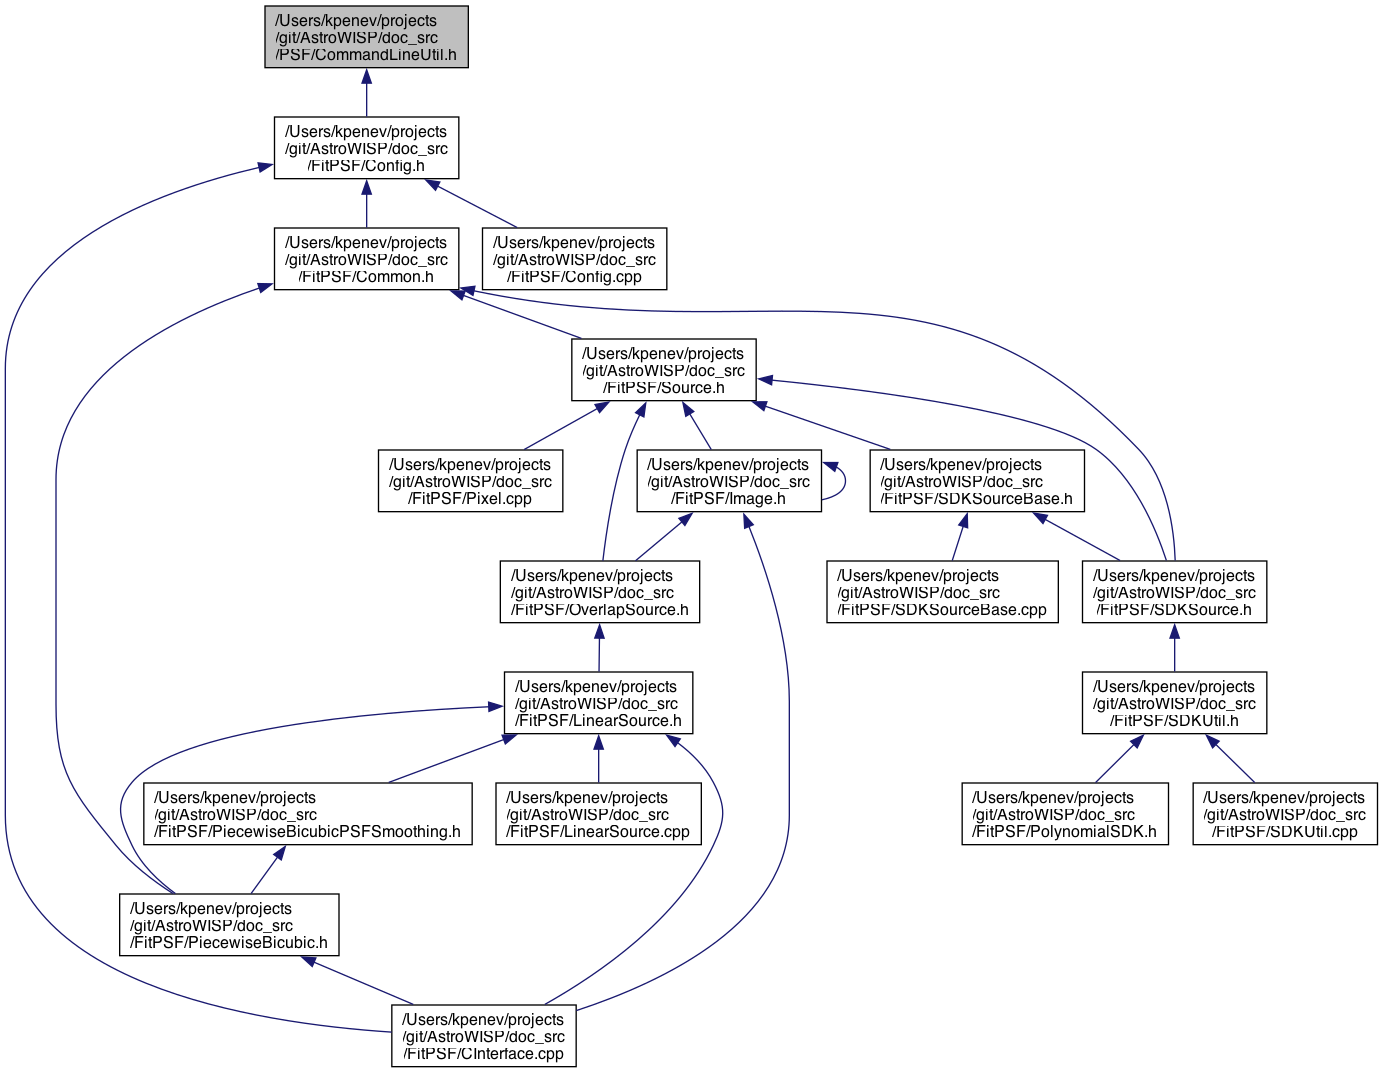 /Users/kpenev/projects
/git/AstroWISP/doc_src
/PSF/CommandLineUtil.h
/Users/kpenev/projects
/git/AstroWISP/doc_src
/FitPSF/Config.h
/Users/kpenev/projects
/git/AstroWISP/doc_src
/FitPSF/Common.h
/Users/kpenev/projects
/git/AstroWISP/doc_src
/FitPSF/Config.cpp
/Users/kpenev/projects
/git/AstroWISP/doc_src
/FitPSF/Source.h
/Users/kpenev/projects
/git/AstroWISP/doc_src
/FitPSF/Pixel.cpp
/Users/kpenev/projects
/git/AstroWISP/doc_src
/FitPSF/Image.h
/Users/kpenev/projects
/git/AstroWISP/doc_src
/FitPSF/SDKSourceBase.h
/Users/kpenev/projects
/git/AstroWISP/doc_src
/FitPSF/OverlapSource.h
/Users/kpenev/projects
/git/AstroWISP/doc_src
/FitPSF/SDKSourceBase.cpp
/Users/kpenev/projects
/git/AstroWISP/doc_src
/FitPSF/SDKSource.h
/Users/kpenev/projects
/git/AstroWISP/doc_src
/FitPSF/LinearSource.h
/Users/kpenev/projects
/git/AstroWISP/doc_src
/FitPSF/SDKUtil.h
/Users/kpenev/projects
/git/AstroWISP/doc_src
/FitPSF/PiecewiseBicubicPSFSmoothing.h
/Users/kpenev/projects
/git/AstroWISP/doc_src
/FitPSF/LinearSource.cpp
/Users/kpenev/projects
/git/AstroWISP/doc_src
/FitPSF/PolynomialSDK.h
/Users/kpenev/projects
/git/AstroWISP/doc_src
/FitPSF/SDKUtil.cpp
/Users/kpenev/projects
/git/AstroWISP/doc_src
/FitPSF/PiecewiseBicubic.h
/Users/kpenev/projects
/git/AstroWISP/doc_src
/FitPSF/CInterface.cpp